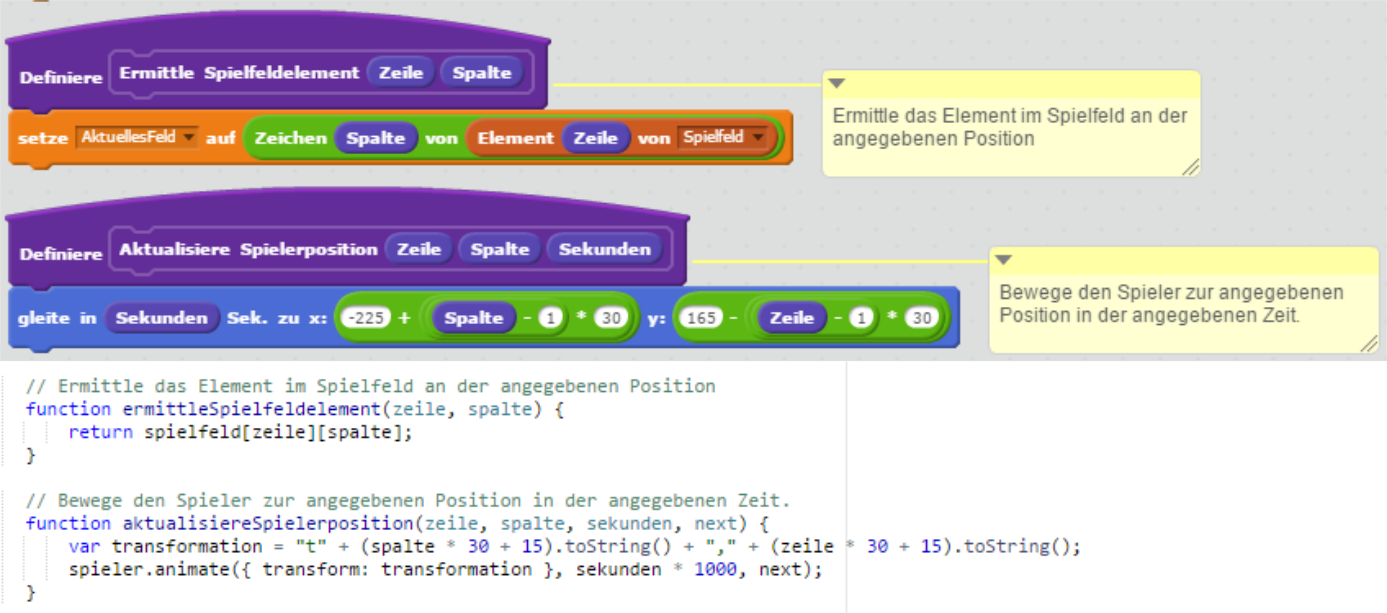 Definiere Ermittle Spielfeldelement Zeile Spalte
setze AktuellesFeld auf Zeichen Spalte von Element Zeile von Spielfeld
Ermittle das Element im Spielfeld an der
angegebenen Position
Definiere Aktualisiere Spielerposition Zeile Spalte Sekunden
gleite in Sekunden Sek. zu x: -225 + Spalte - 1 * 30 y: 165 - Zeile - 1 * 30
Bewege den Spieler zur angegebenen
Position in der angegebenen Zeit.
// Ermittle das Element im Spielfeld an der angegebenen Position
function ermittleSpielfeldelement(zeile, spalte) {
return spielfeld[zeile][spalte];
}
// Bewege den Spieler zur angegebenen Position in der angegebenen Zeit.
function aktualisiereSpielerposition(zeile, spalte, sekunden, next) {
var transformation = "t" + (spalte * 30 + 15).toString() + "," + (zeile * 30 + 15).toString();
spieler.animate({ transform: transformation }, sekunden * 1000, next);
}